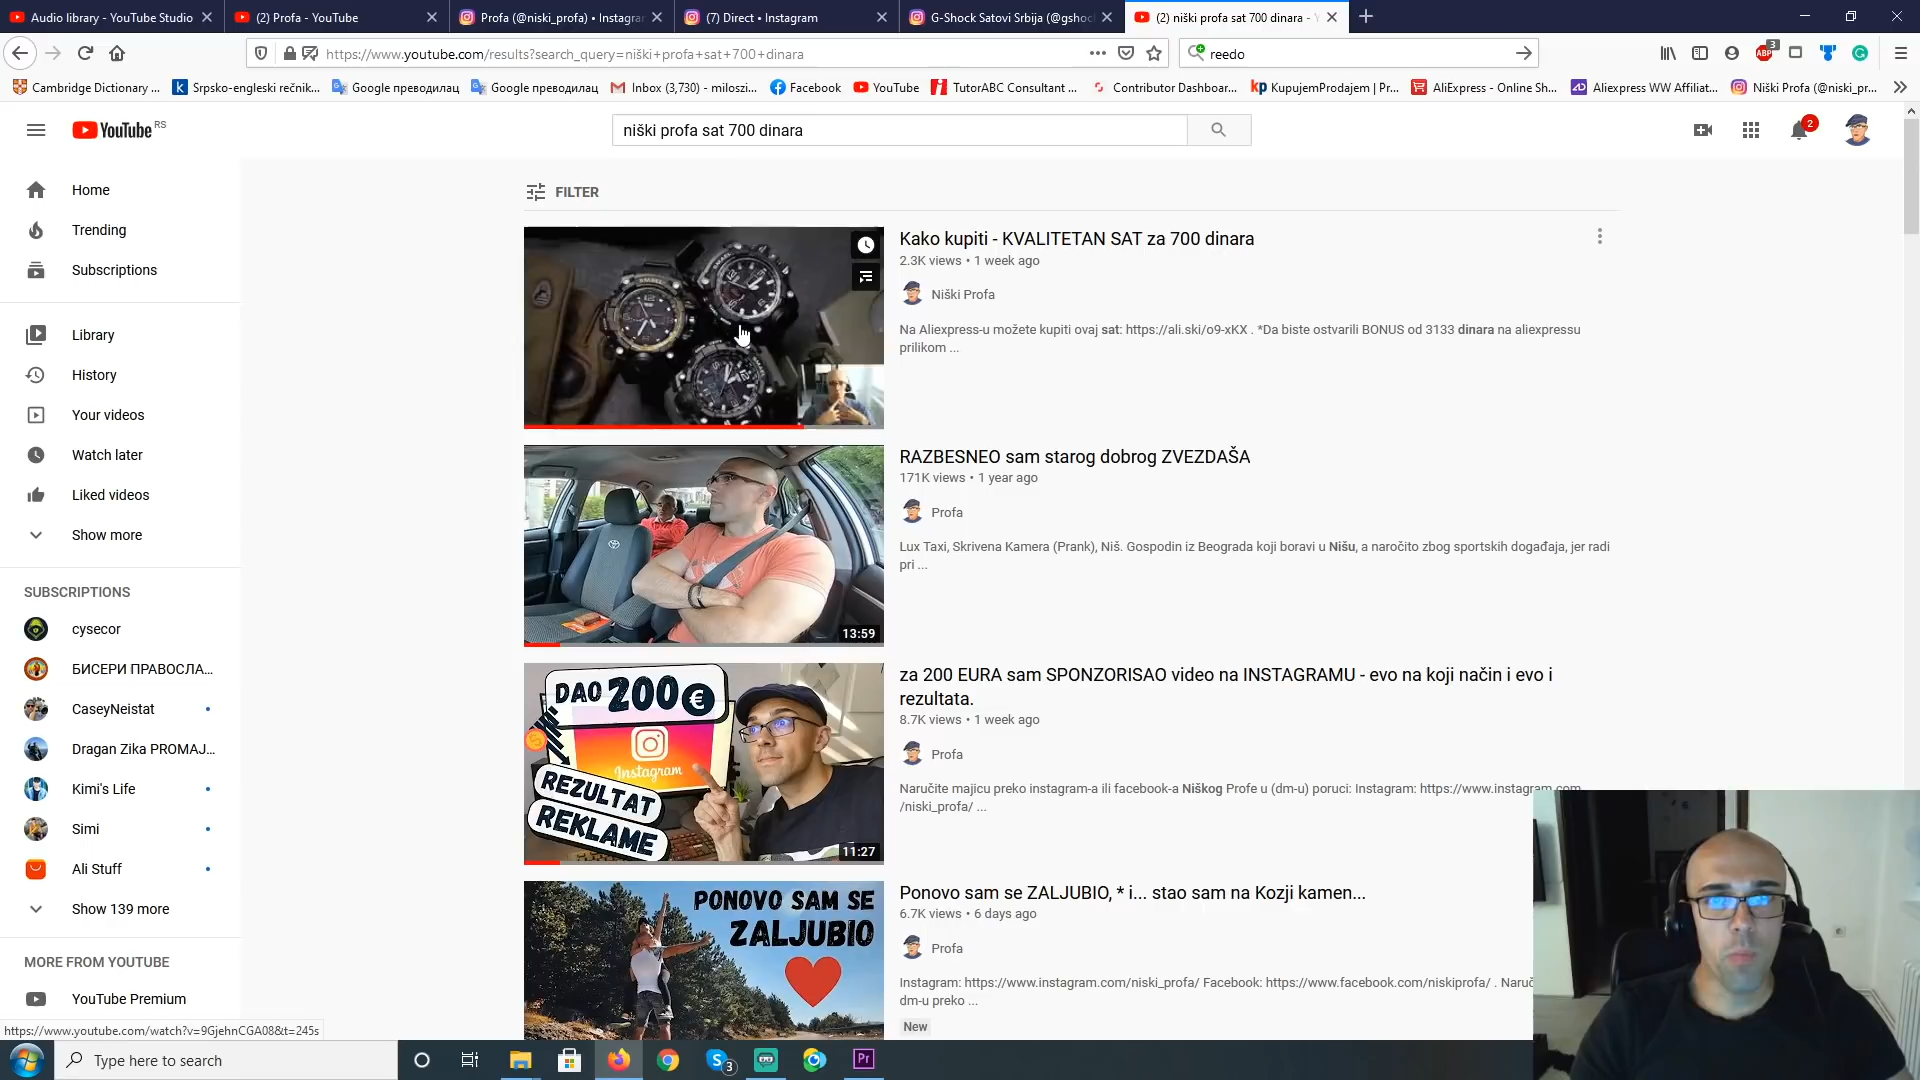 Audio library - YouTube Studio
(2) Profa - YouTube
Profa (@niski_profa) • Instagram
(7) Direct • Instagram
G-Shock Satovi Srbija (@gshoc
(2) niški profa sat 700 dinara -
https://www.youtube.com/results?search_query=niški+profa+sat+700+dinara
reedo
3
Cambridge Dictionary ...
Srpsko-engleski rečnik...
Google преводилац
Google преводилац
Inbox (3,730) - miloszi...
Facebook
YouTube
TutorABC Consultant ...
Contributor Dashboar...
KupujemProdajem | Pr...
AliExpress - Online Sh...
Aliexpress WW Affiliat...
Niški Profa (@niski_pr...
YouTube RS
niški profa sat 700 dinara
2
Home
Trending
Subscriptions
Library
History
Your videos
Watch later
Liked videos
Show more
SUBSCRIPTIONS
cysecor
БИСЕРИ ПРАВОСЛА...
CaseyNeistat
Dragan Zika PROMAJ...
Kimi's Life
Simi
Ali Stuff
Show 139 more
MORE FROM YOUTUBE
YouTube Premium
FILTER
Kako kupiti - KVALITETAN SAT za 700 dinara
2.3K views • 1 week ago
Niški Profa
Na Aliexpress-u možete kupiti ovaj sat: https://ali.ski/o9-xKX . *Da biste ostvarili BONUS od 3133 dinara na aliexpressu
prilikom ...
13:59
RAZBESNEO sam starog dobrog ZVEZDAŠA
171K views • 1 year ago
Profa
Lux Taxi, Skrivena Kamera (Prank), Niš. Gospodin iz Beograda koji boravi u Nišu, a naročito zbog sportskih događaja, jer radi
pri ...
DAO 200 €
Instagram
REZULTAT
REKLAME
11:27
za 200 EURA sam SPONZORISAO video na INSTAGRAMU - evo na koji način i evo i
rezultata.
8.7K views • 1 week ago
Profa
Naručite majicu preko instagram-a ili facebook-a Niškog Profe u (dm-u) poruci: Instagram: https://www.instagram.com
/niski_profa/ ...
PONOVO SAM SE
ZALJUBIO
Ponovo sam se ZALJUBIO, * i... stao sam na Kozji kamen...
6.7K views • 6 days ago
Profa
Instagram: https://www.instagram.com/niski_profa/ Facebook: https://www.facebook.com/niskiprofa/ . Naruč
dm-u preko ...
New
https://www.youtube.com/watch?v=9GjehnCGA08&t=245s
Type here to search
3
Pr